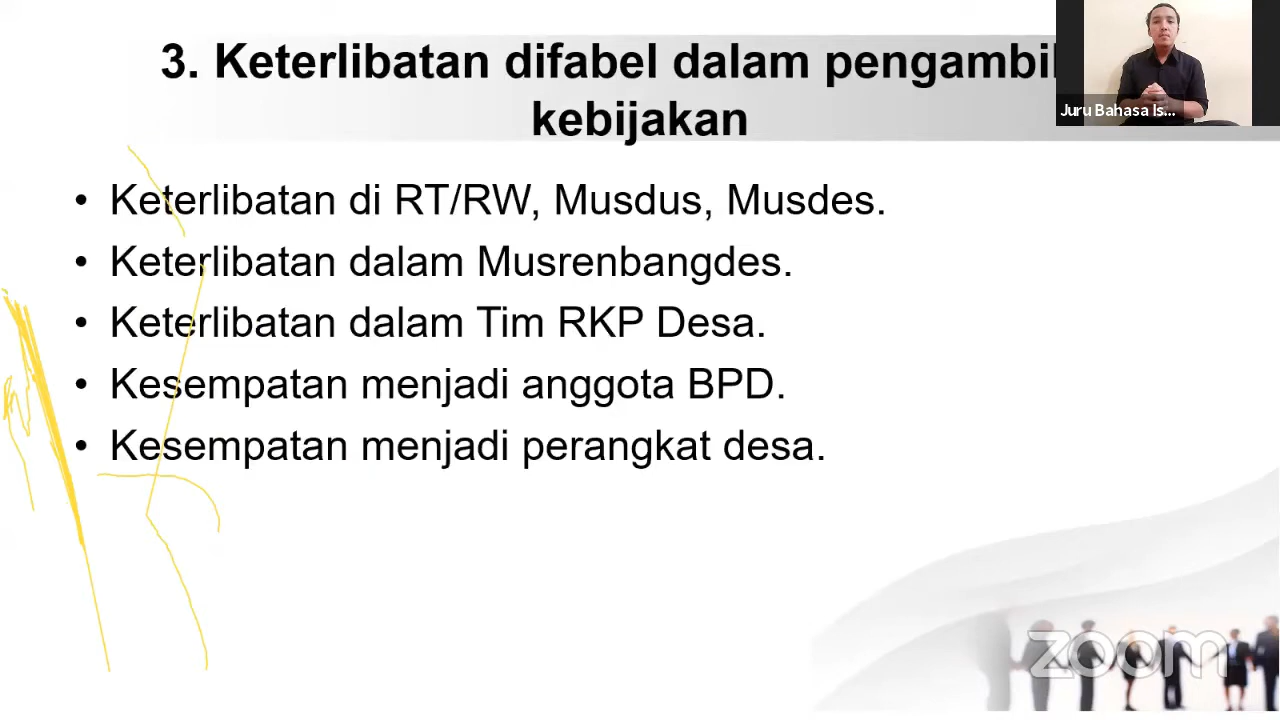 3. Keterlibatan difabel dalam pengambil
kebijakan
Juru Bahasa Is...
• Keterlibatan di RT/RW, Musdus, Musdes.
• Keterlibatan dalam Musrenbangdes.
• Keterlibatan dalam Tim RKP Desa.
• Kesempatan menjadi anggota BPD.
• Kesempatan menjadi perangkat desa.
zoom